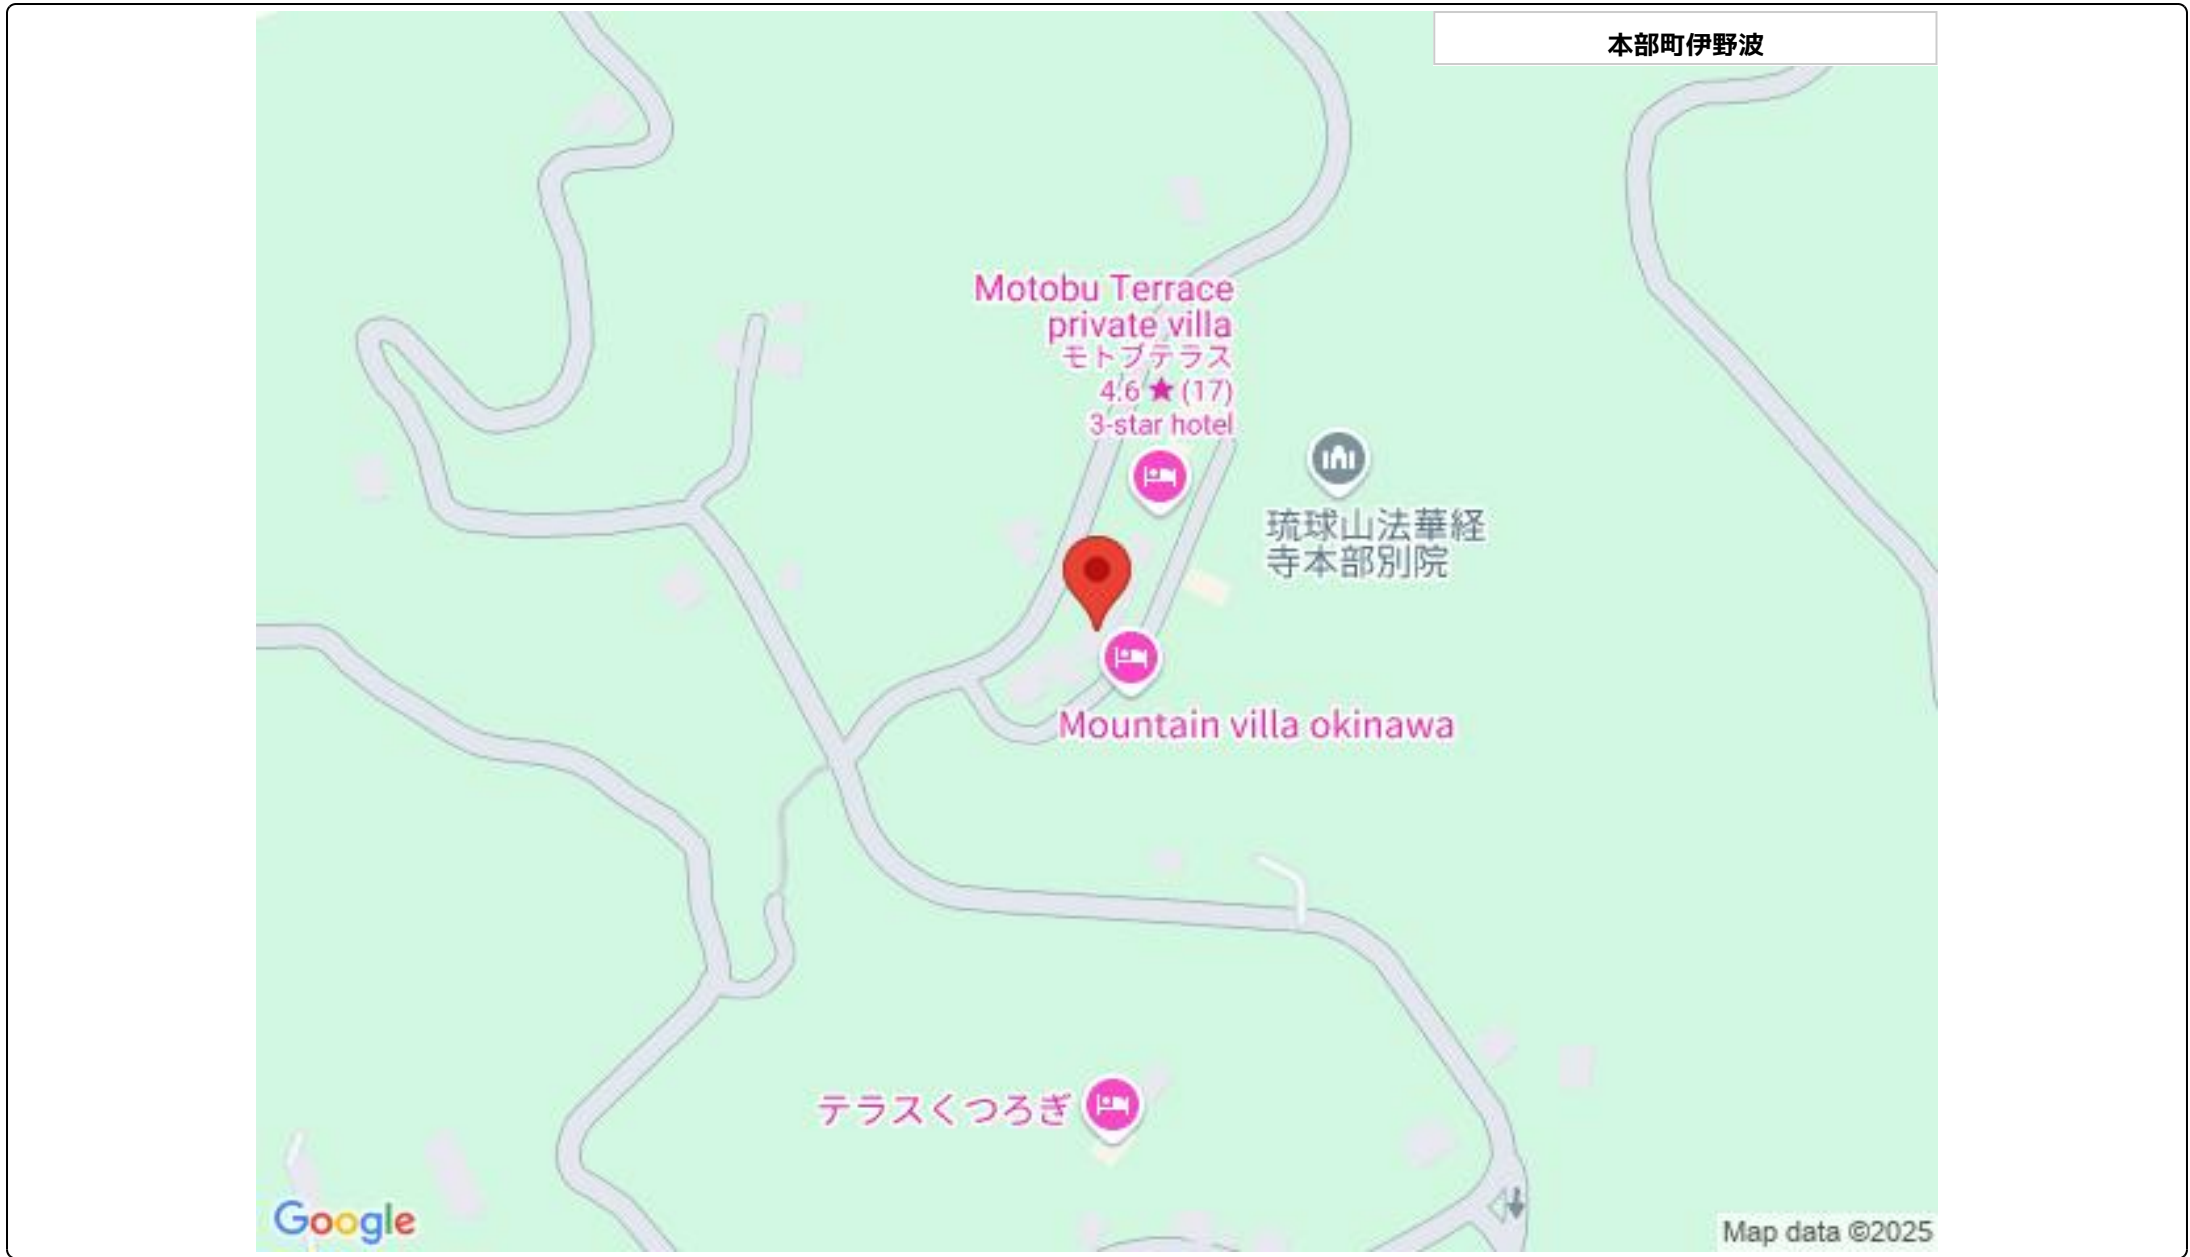 本部町伊野波
Motobu Terrace
private villa
モトブテラス
4.6 ★ (17)
3-star hotel
琉球山法華経
寺本部別院
Mountain villa okinawa
テラスくつろぎ
Google
Map data ©2025